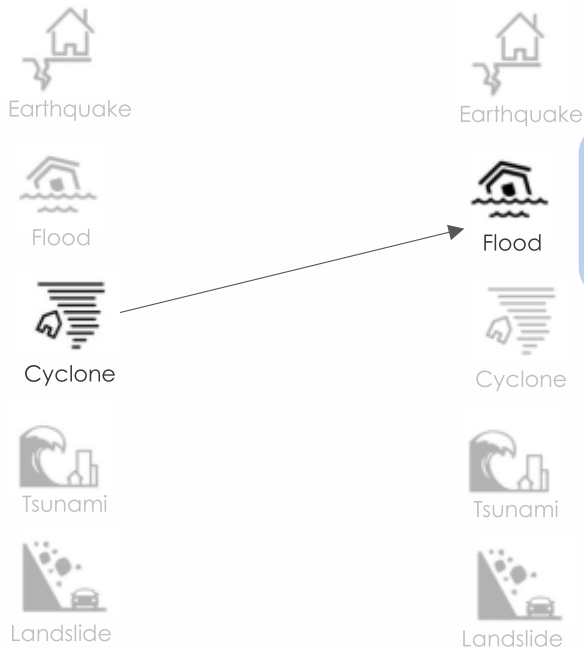 Earthquake
Earthquake
Flood
Flood
Cyclone
Cyclone
Tsunami
Tsunami
Landslide
Landslide